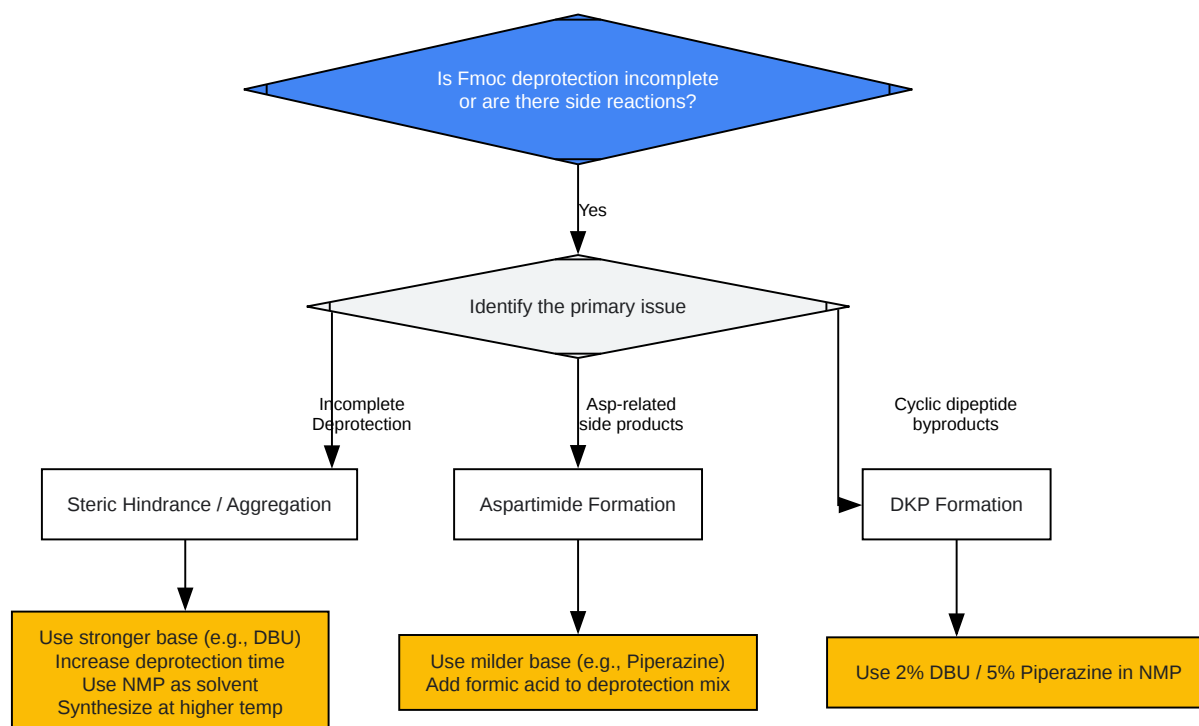 Is Fmoc deprotection incomplete
or are there side reactions?
Yes
Identify the primary issue
Incomplete
Deprotection
Asp-related
side products
Cyclic dipeptide
byproducts
Steric Hindrance / Aggregation
Aspartimide Formation
DKP Formation
Use stronger base (e.g., DBU)
Increase deprotection time
Use NMP as solvent
Synthesize at higher temp
Use milder base (e.g., Piperazine)
Add formic acid to deprotection mix
Use 2% DBU / 5% Piperazine in NMP